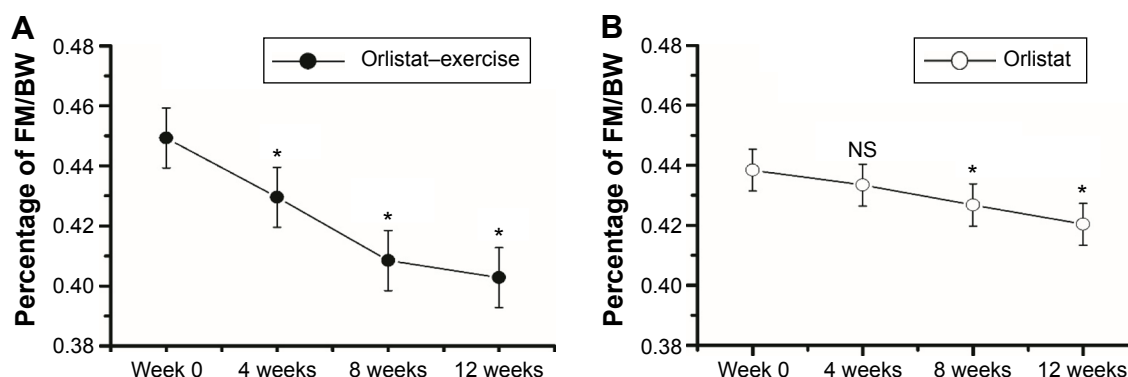 A
Percentage of FM/BW
0.48
0.46
0.44
0.42
0.40
0.38
Orlistat–exercise
*
*
*
Week 0 4 weeks 8 weeks 12 weeks
B
Percentage of FM/BW
0.48
0.46
0.44
0.42
0.40
0.38
Orlistat
NS
*
*
Week 0 4 weeks 8 weeks 12 weeks